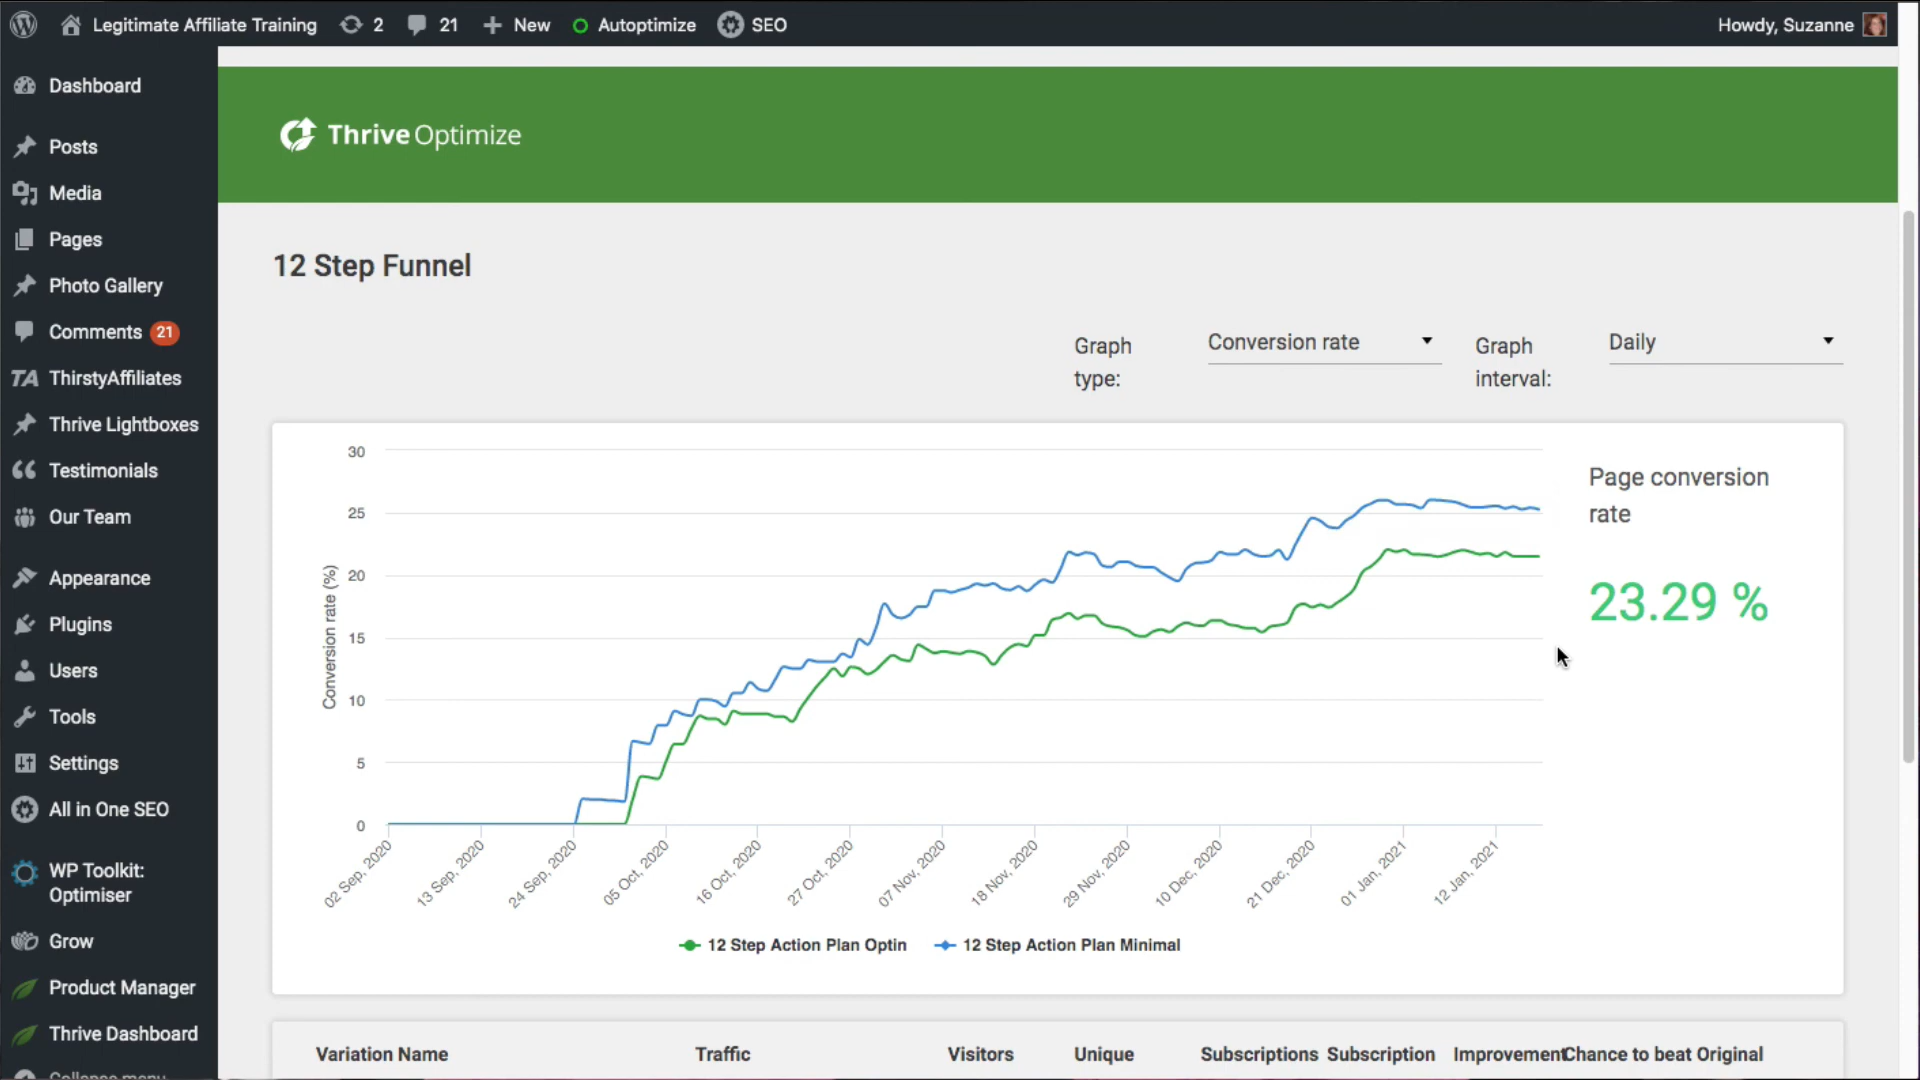 Legitimate Affiliate Training 2 21 New Autoptimize SEO Howdy, Suzanne
Dashboard
Posts
Media
Pages
Photo Gallery
Comments 21
TA ThirstyAffiliates
Thrive Lightboxes
Testimonials
Our Team
Appearance
Plugins
Users
Tools
Settings
All in One SEO
WP Toolkit:
Optimiser
Grow
Product Manager
Thrive Dashboard
Collapse menu
Thrive Optimize
12 Step Funnel
Graph
type:
Conversion rate
Graph
interval:
Daily
30
25
20
15
10
5
0
Conversion rate (%)
02 Sep, 2020
13 Sep, 2020
24 Sep, 2020
05 Oct, 2020
16 Oct, 2020
27 Oct, 2020
07 Nov, 2020
18 Nov, 2020
29 Nov, 2020
10 Dec, 2020
21 Dec, 2020
01 Jan, 2021
12 Jan, 2021
12 Step Action Plan Optin 12 Step Action Plan Minimal
Page conversion
rate
23.29 %
Variation Name Traffic Visitors Unique Subscriptions Subscription Improvement Chance to beat Original